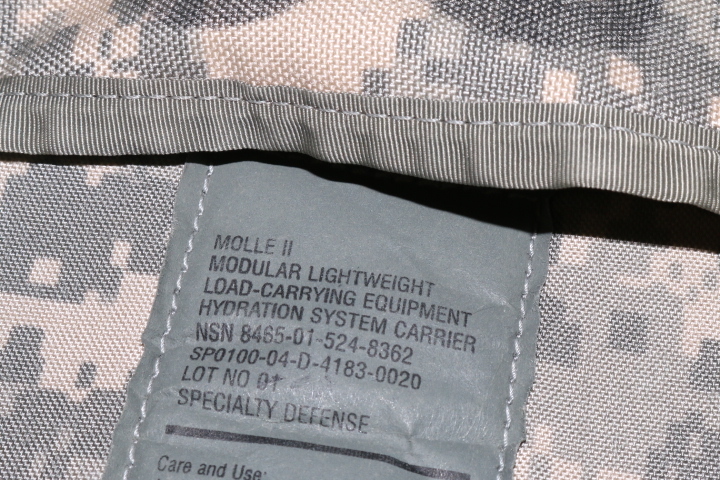 MOLLE II
MODULAR LIGHTWEIGHT
LOAD-CARRYING EQUIPMENT
HYDRATION SYSTEM CARRIER
NSN 8465-01-524-8362
SP0100-04-D-4183-0020
LOT NO 01
SPECIALTY DEFENSE
Care and Use: